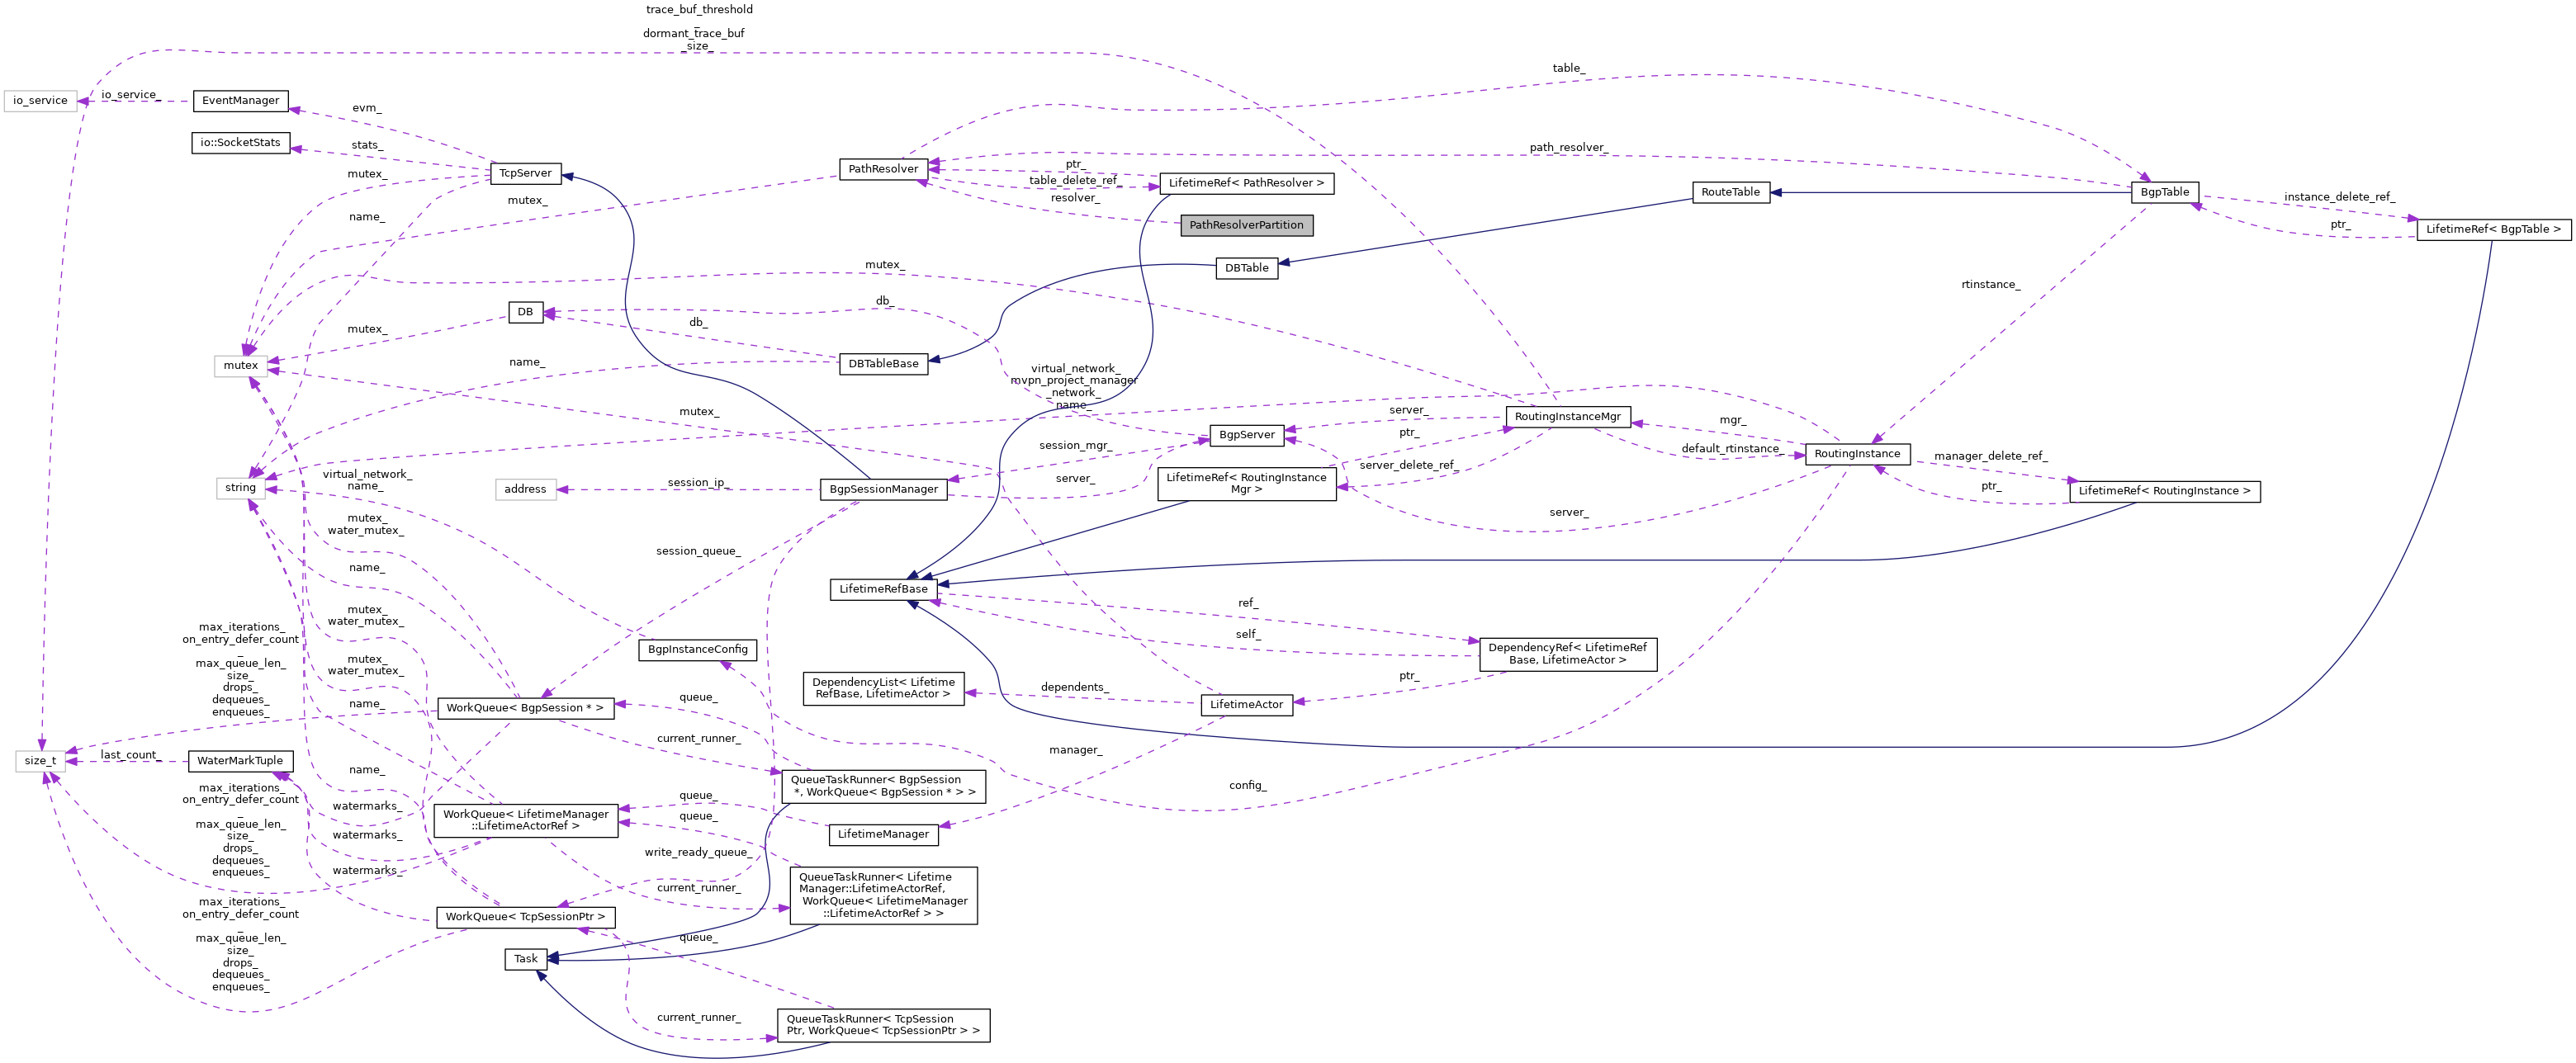 trace_buf_threshold
_
dormant_trace_buf
_size_
table_
io_service
io_service_
EventManager
evm_
io::SocketStats
stats_
path_resolver_
TcpServer
mutex_
PathResolver
ptr_
table_delete_ref_
LifetimeRef< PathResolver >
RouteTable
BgpTable
instance_delete_ref_
mutex_
resolver_
name_
PathResolverPartition
ptr_
LifetimeRef< BgpTable >
mutex_
DBTable
rtinstance_
db_
DB
mutex_
db_
mutex
name_
DBTableBase
virtual_network_
mvpn_project_manager
_network_
name_
mutex_
server_
RoutingInstanceMgr
mgr_
ptr_
BgpServer
session_mgr_
default_rtinstance_
RoutingInstance
manager_delete_ref_
virtual_network_
name_
server_delete_ref_
string
address
session_ip_
BgpSessionManager
server_
LifetimeRef< RoutingInstance
Mgr >
ptr_
LifetimeRef< RoutingInstance >
server_
mutex_
water_mutex_
session_queue_
name_
LifetimeRefBase
ref_
mutex_
water_mutex_
self_
max_iterations_
on_entry_defer_count
_
max_queue_len_
size_
drops_
dequeues_
enqueues_
BgpInstanceConfig
DependencyRef< LifetimeRef
Base, LifetimeActor >
mutex_
water_mutex_
DependencyList< Lifetime
RefBase, LifetimeActor >
dependents_
ptr_
name_
WorkQueue< BgpSession * >
queue_
LifetimeActor
current_runner_
manager_
size_t
last_count_
WaterMarkTuple
name_
QueueTaskRunner< BgpSession
*, WorkQueue< BgpSession * > >
config_
max_iterations_
on_entry_defer_count
_
max_queue_len_
size_
drops_
dequeues_
enqueues_
watermarks_
queue_
WorkQueue< LifetimeManager
::LifetimeActorRef >
queue_
LifetimeManager
watermarks_
write_ready_queue_
watermarks_
current_runner_
QueueTaskRunner< Lifetime
Manager::LifetimeActorRef,
WorkQueue< LifetimeManager
::LifetimeActorRef > >
max_iterations_
on_entry_defer_count
_
max_queue_len_
size_
drops_
dequeues_
enqueues_
WorkQueue< TcpSessionPtr >
queue_
Task
current_runner_
QueueTaskRunner< TcpSession
Ptr, WorkQueue< TcpSessionPtr > >